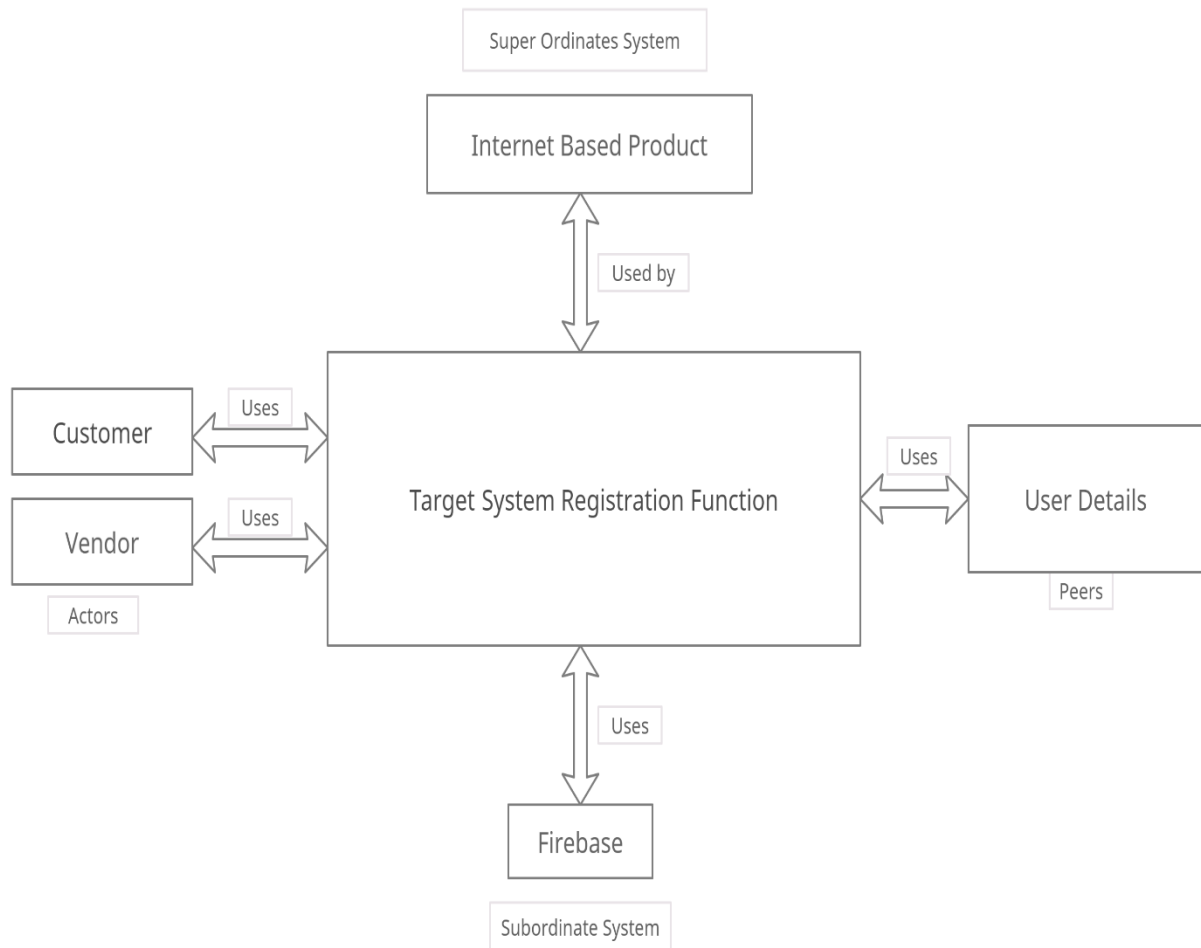 Super Ordinates System
Internet Based Product
Used by
Customer
Uses
Vendor
Uses
Actors
Target System Registration Function
Uses
User Details
Peers
Uses
Firebase
Subordinate System